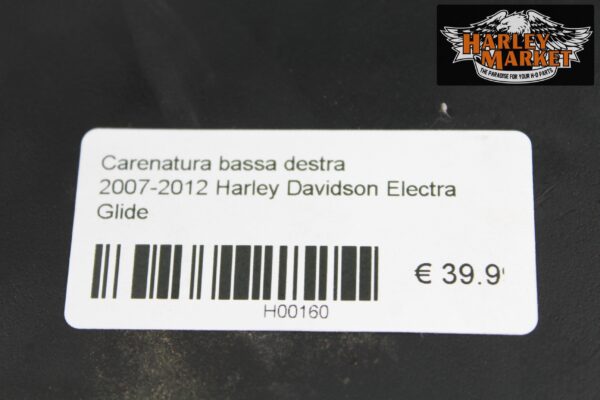 HARLEY
MARKET
THE PARADISE FOR YOUR H-D PARTS
Carenatura bassa destra
2007-2012 Harley Davidson Electra
Glide
€ 39.9
H00160